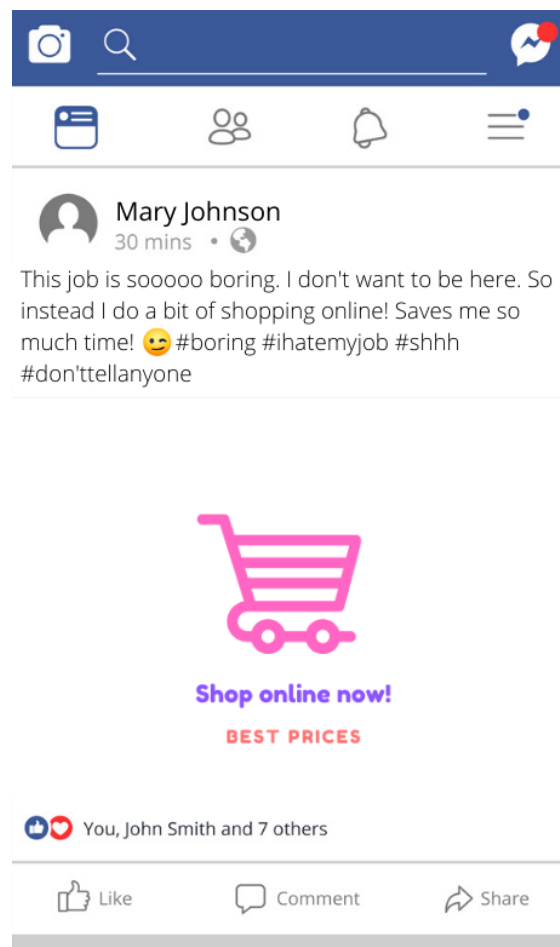 Mary Johnson
30 mins •
This job is sooooo boring. I don't want to be here. So
instead I do a bit of shopping online! Saves me so
much time! 😉 #boring #ihatemyjob #shhh
#don'ttellanyone
Shop online now!
BEST PRICES
You, John Smith and 7 others
Like Comment Share